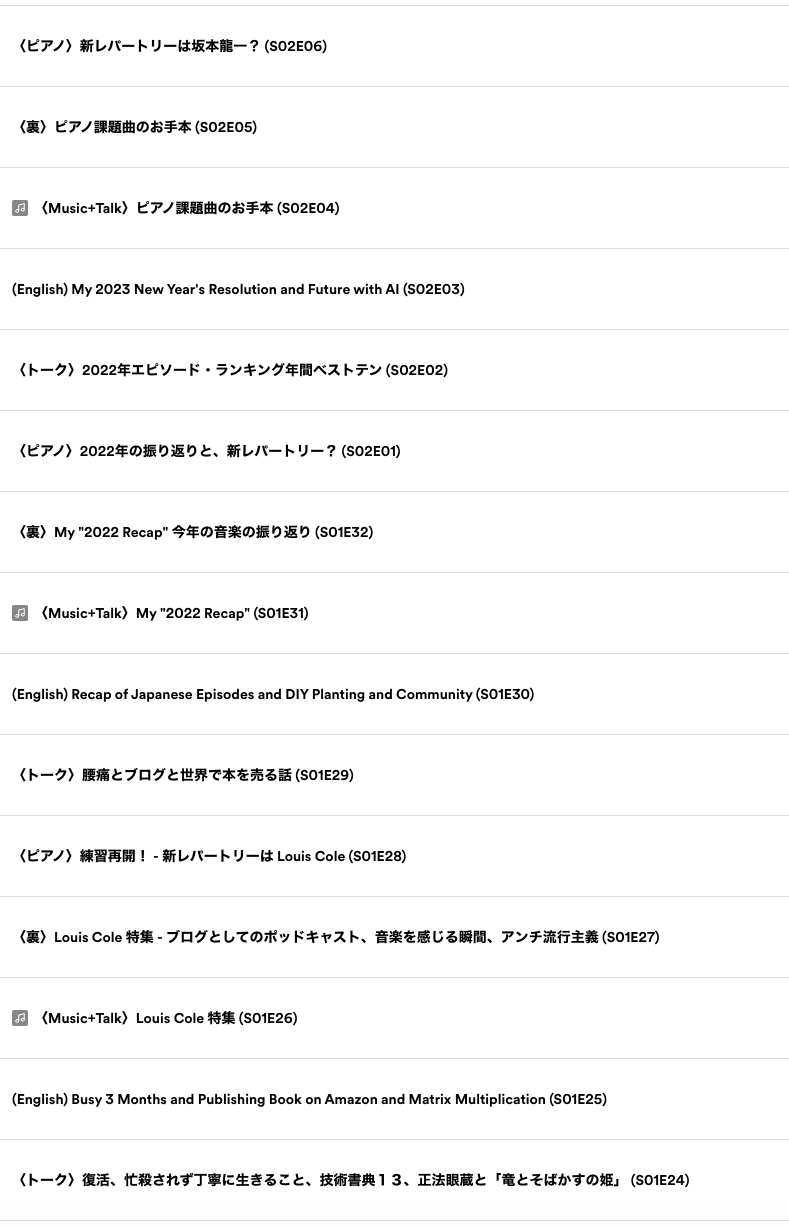 〈ピアノ〉新レパートリーは坂本龍一？ (S02E06)
〈裏〉ピアノ課題曲のお手本 (S02E05)
〈Music+Talk〉ピアノ課題曲のお手本 (S02E04)
(English) My 2023 New Year's Resolution and Future with AI (S02E03)
〈トーク〉2022年エピソード・ランキング年間ベストテン (S02E02)
〈ピアノ〉2022年の振り返りと、新レパートリー？ (S02E01)
〈裏〉My "2022 Recap" 今年の音楽の振り返り (S01E32)
〈Music+Talk〉My "2022 Recap" (S01E31)
(English) Recap of Japanese Episodes and DIY Planting and Community (S01E30)
〈トーク〉腰痛とブログと世界で本を売る話 (S01E29)
〈ピアノ〉練習再開！ - 新レパートリーは Louis Cole (S01E28)
〈裏〉Louis Cole 特集 - ブログとしてのポッドキャスト、音楽を感じる瞬間、アンチ流行主義 (S01E27)
〈Music+Talk〉Louis Cole 特集 (S01E26)
(English) Busy 3 Months and Publishing Book on Amazon and Matrix Multiplication (S01E25)
〈トーク〉復活、忙殺されず丁寧に生きること、技術書典１３、正法眼蔵と「竜とそばかすの姫」 (S01E24)